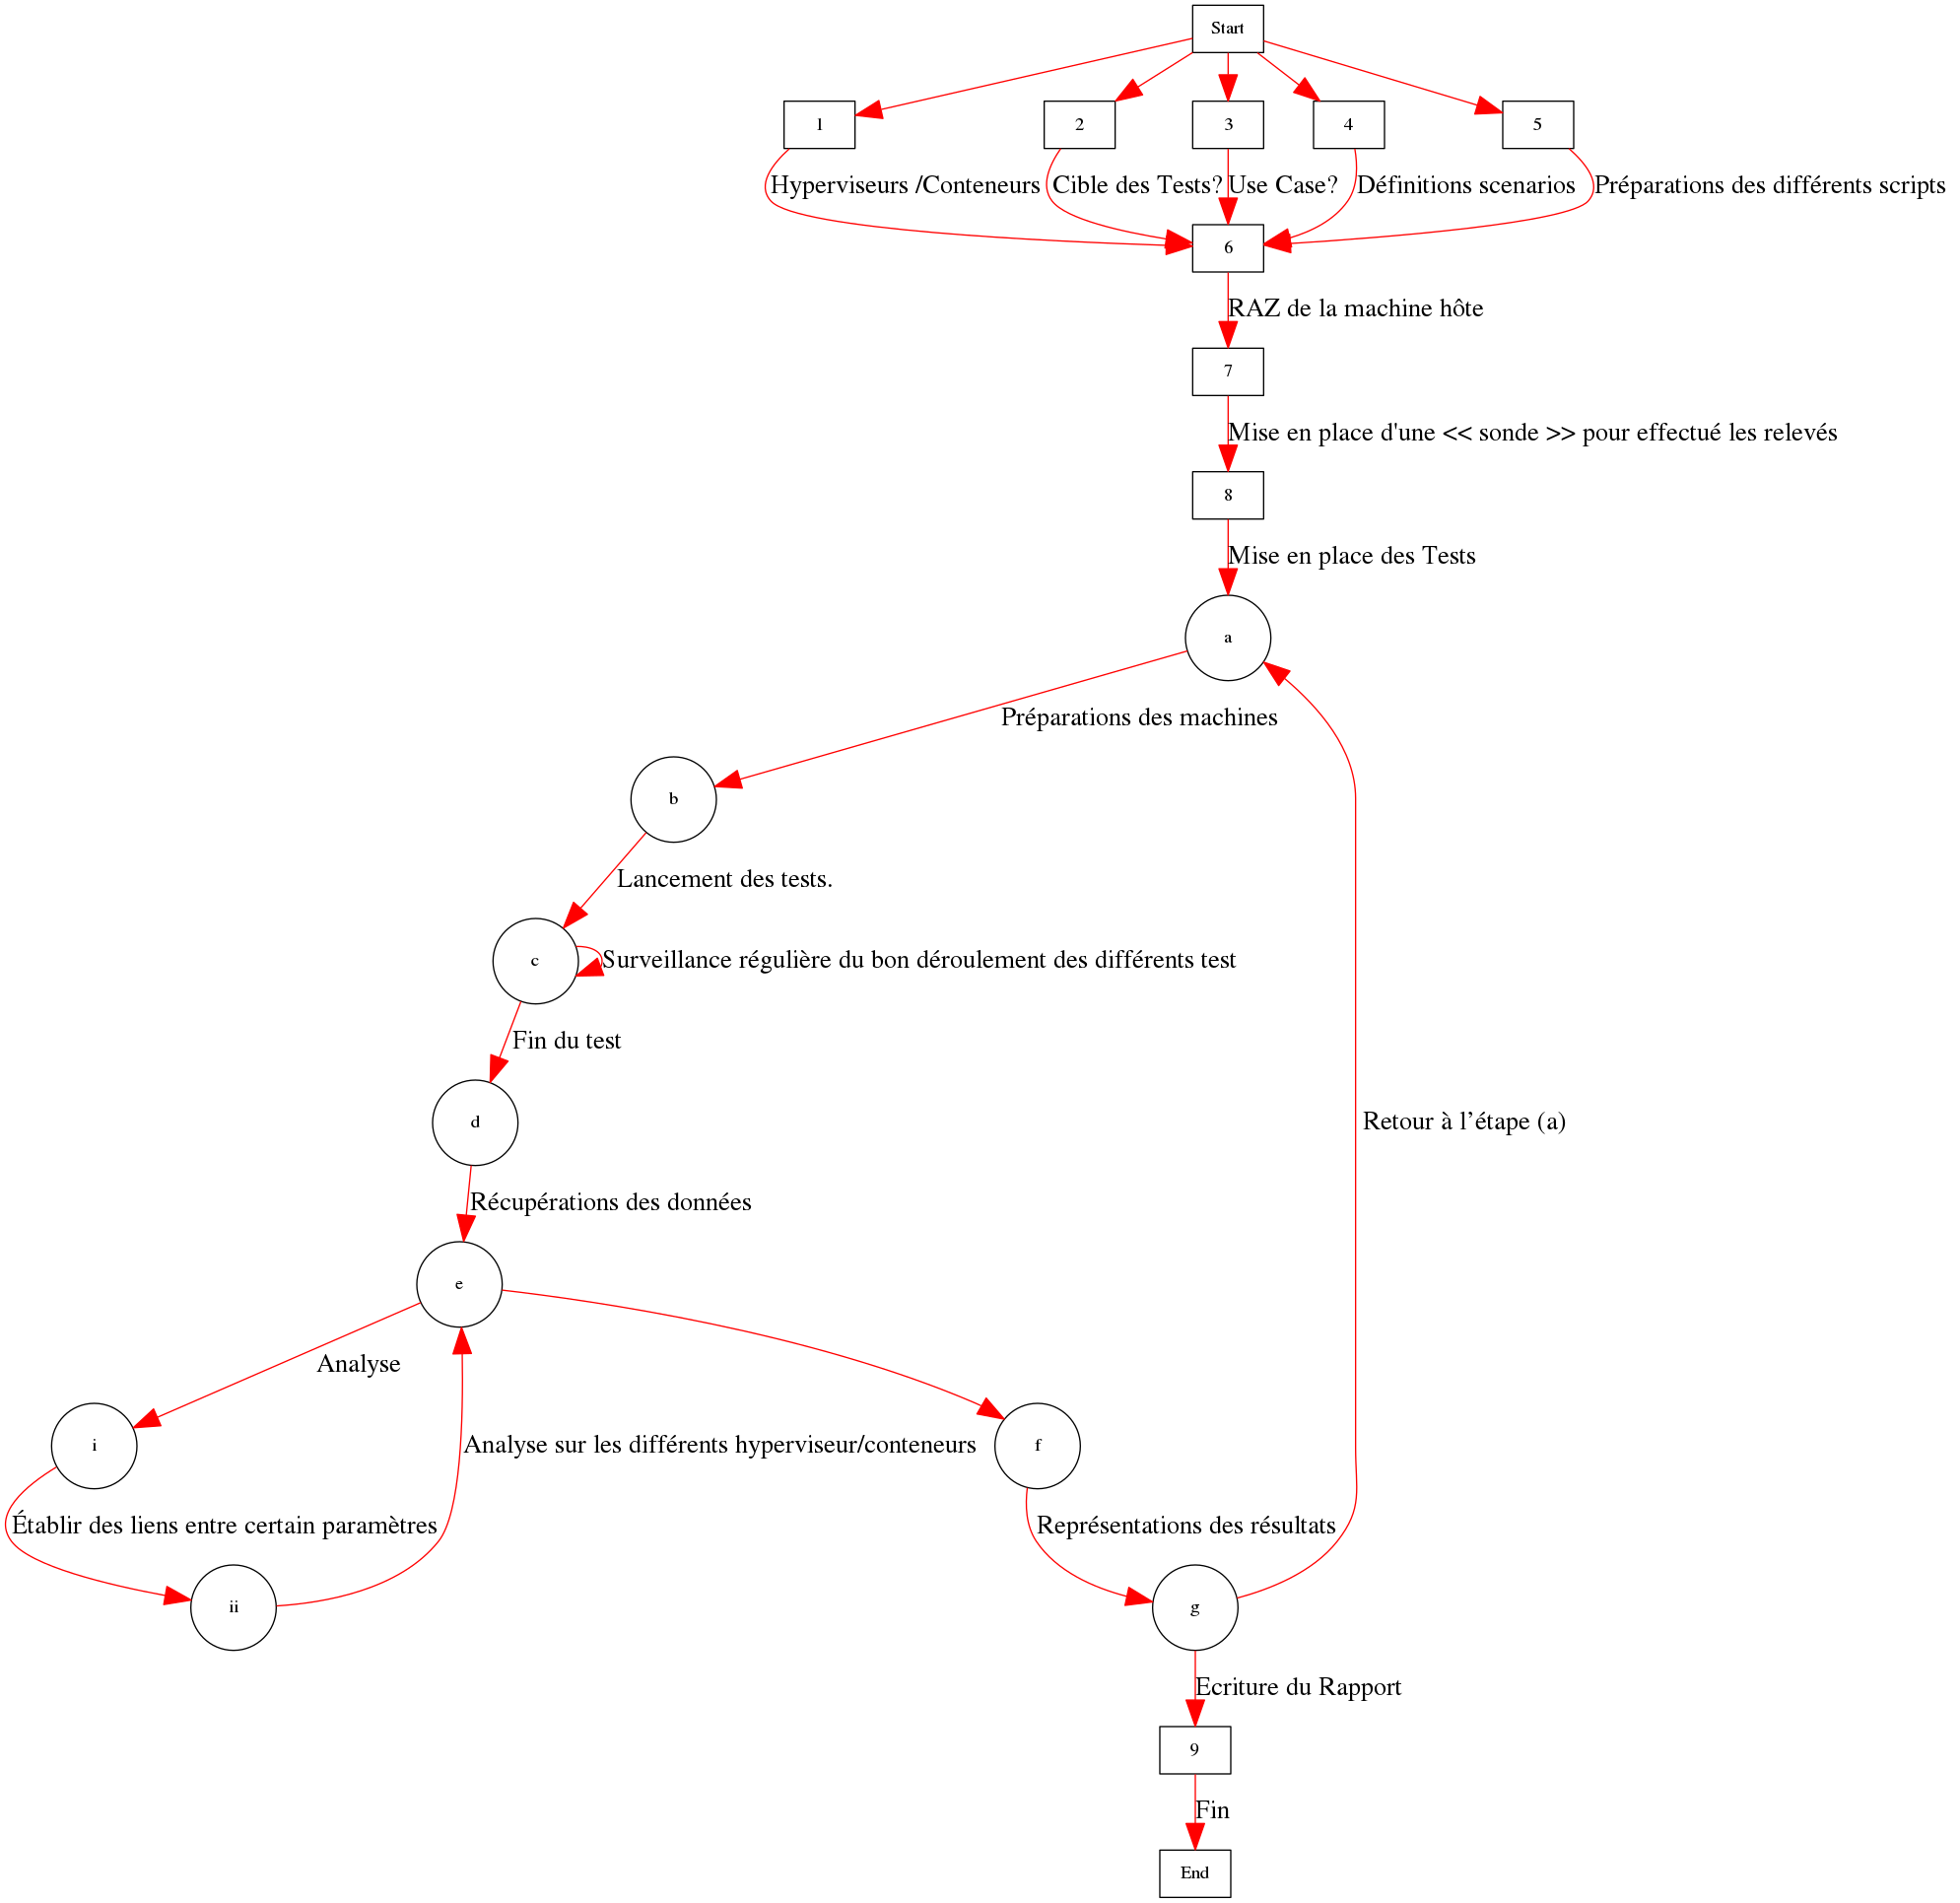 Start
1
2
3
4
5
Hyperviseurs /Conteneurs
Cible des Tests?
Use Case?
Définitions scenarios
Préparations des différents scripts
6
RAZ de la machine hôte
7
Mise en place d'une << sonde >> pour effectué les relevés
8
Mise en place des Tests
a
Préparations des machines
b
Lancement des tests.
c
Surveillance régulière du bon déroulement des différents test
Fin du test
d
Retour à l’étape (a)
Récupérations des données
e
Analyse
i
Analyse sur les différents hyperviseur/conteneurs
f
Établir des liens entre certain paramètres
Représentations des résultats
ii
g
Ecriture du Rapport
9
Fin
End